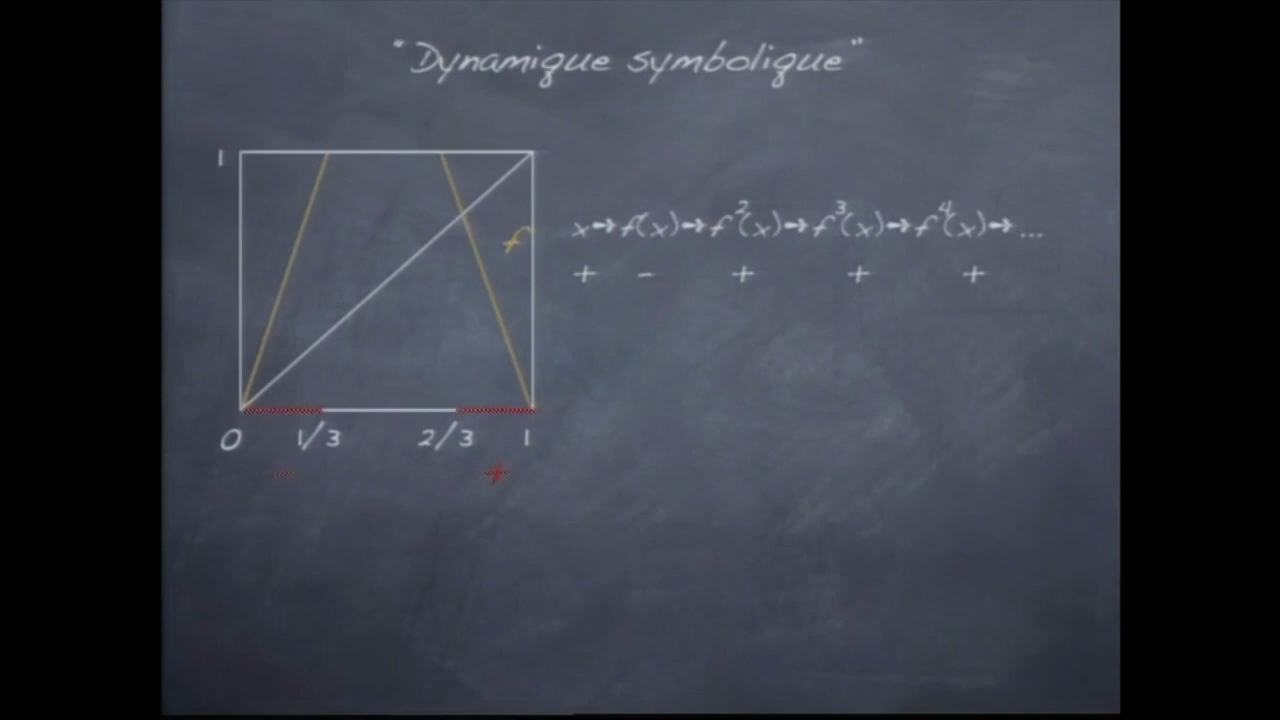 "Dynamique symbolique"
1
x→f(x)→f²(x)→f³(x)→f⁴(x)→...
f
+ - + + +
0 1/3 2/3 1
- +